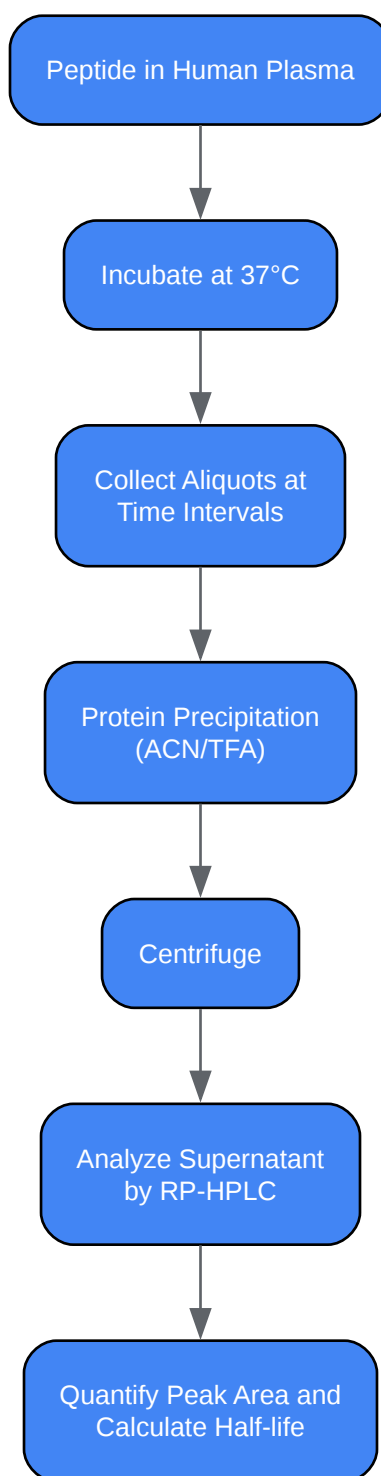 Peptide in Human Plasma
Incubate at 37°C
Collect Aliquots at
Time Intervals
Protein Precipitation
(ACN/TFA)
Centrifuge
Analyze Supernatant
by RP-HPLC
Quantify Peak Area and
Calculate Half-life